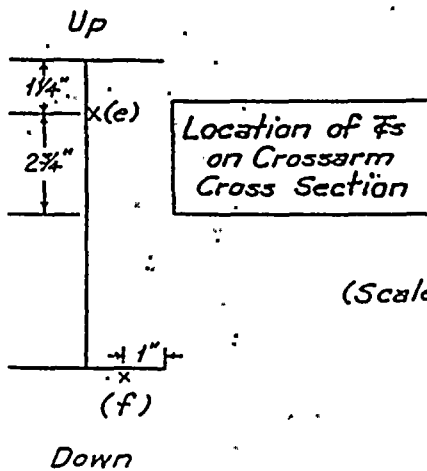 Up
1¼"
x(e)
2¾"
Location of ℄s
on Crossarm
Cross Section
(Scale
1"
x
(f)
Down